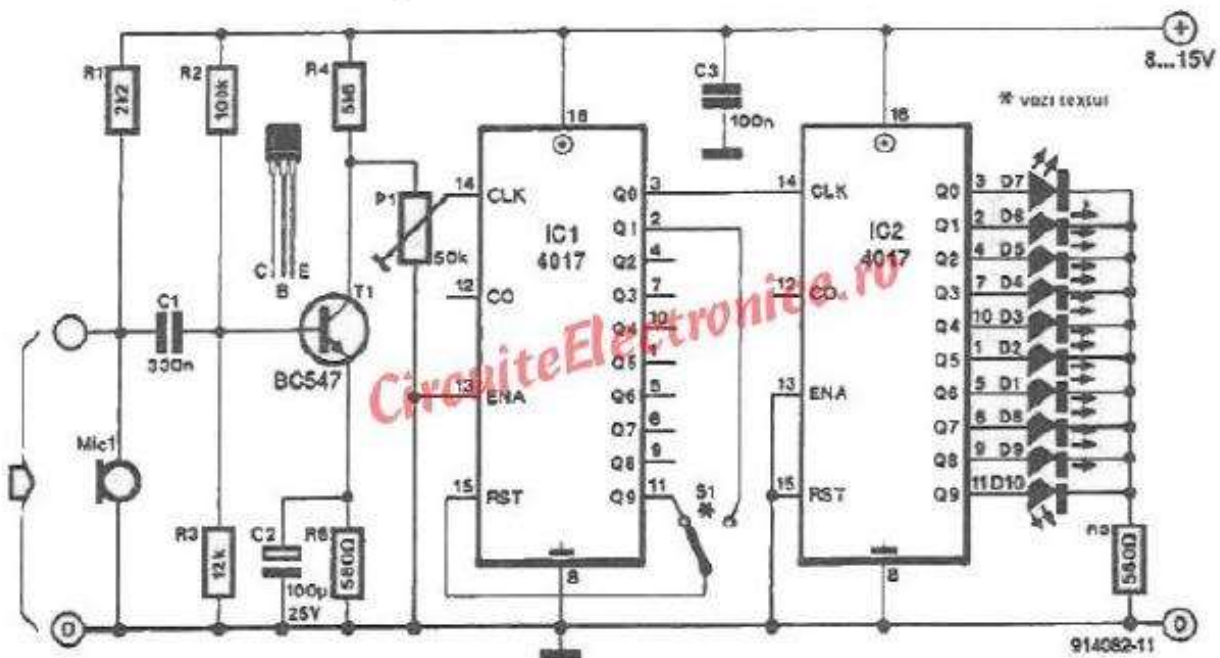 +
8...15V
R1
2k2
R2
100k
R4
5k6
C3
100n
* vezi textul
16
16
P1
50k
14
CLK
Q0
3
14
CLK
Q0
3
D7
IC1
4017
Q1
2
IC2
4017
Q1
2
D6
Q2
4
Q2
4
D5
12
CO
Q3
7
12
CO
Q3
7
D4
Q4
10
Q4
10
D3
Q5
1
Q5
1
D2
13
ENA
Q6
5
13
ENA
Q6
5
D1
Q7
6
Q7
6
D8
Q8
9
Q8
9
D9
15
RST
Q9
11
15
RST
Q9
11
D10
C
B
E
T1
BC547
C1
330n
Mic1
R3
12k
C2
100µ
25V
560Ω
S1
*
8
8
560Ω
0
0
914082-11
CircuiteElectronice.ro